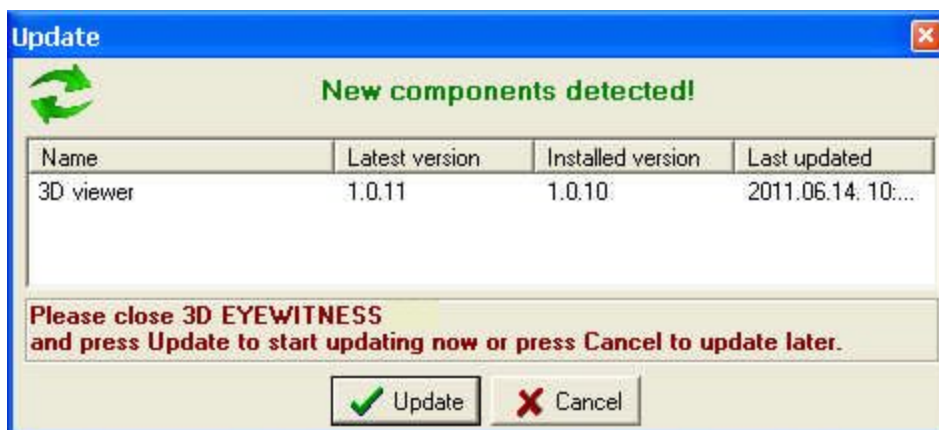 Update
New components detected!
Name Latest version Installed version Last updated
3D viewer 1.0.11 1.0.10 2011.06.14. 10:...
Please close 3D EYEWITNESS
and press Update to start updating now or press Cancel to update later.
Update Cancel